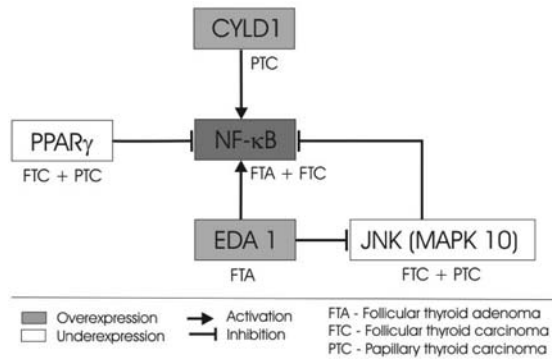 CYLD1
PTC
PPARγ
NF-κB
FTC + PTC
FTA + FTC
EDA 1
JNK (MAPK 10)
FTA
FTC + PTC
Overexpression
Activation
FTA - Follicular thyroid adenoma
Underexpression
Inhibition
FTC - Follicular thyroid carcinoma
PTC - Papillary thyroid carcinoma